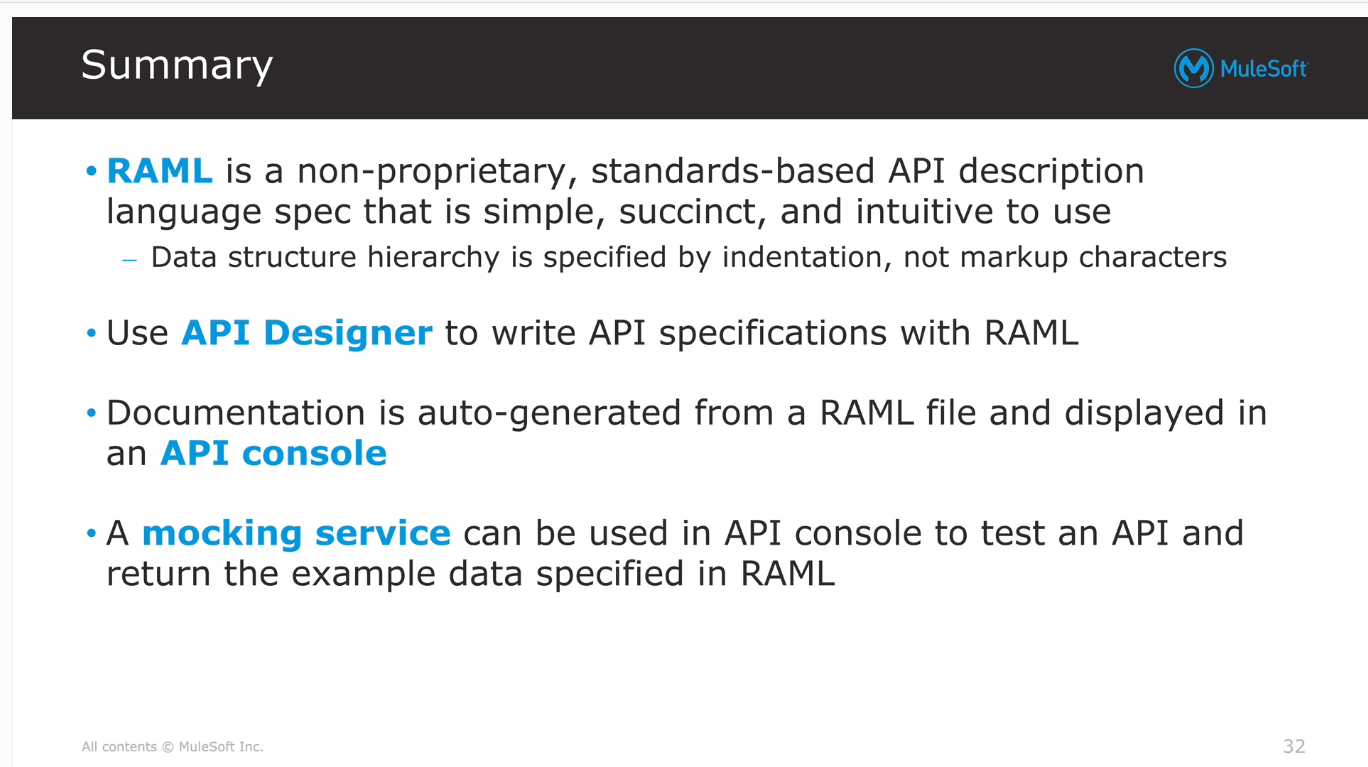 Summary
MuleSoft
• RAML is a non-proprietary, standards-based API description
language spec that is simple, succinct, and intuitive to use
– Data structure hierarchy is specified by indentation, not markup characters
• Use API Designer to write API specifications with RAML
• Documentation is auto-generated from a RAML file and displayed in
an API console
• A mocking service can be used in API console to test an API and
return the example data specified in RAML
All contents © MuleSoft Inc.
32